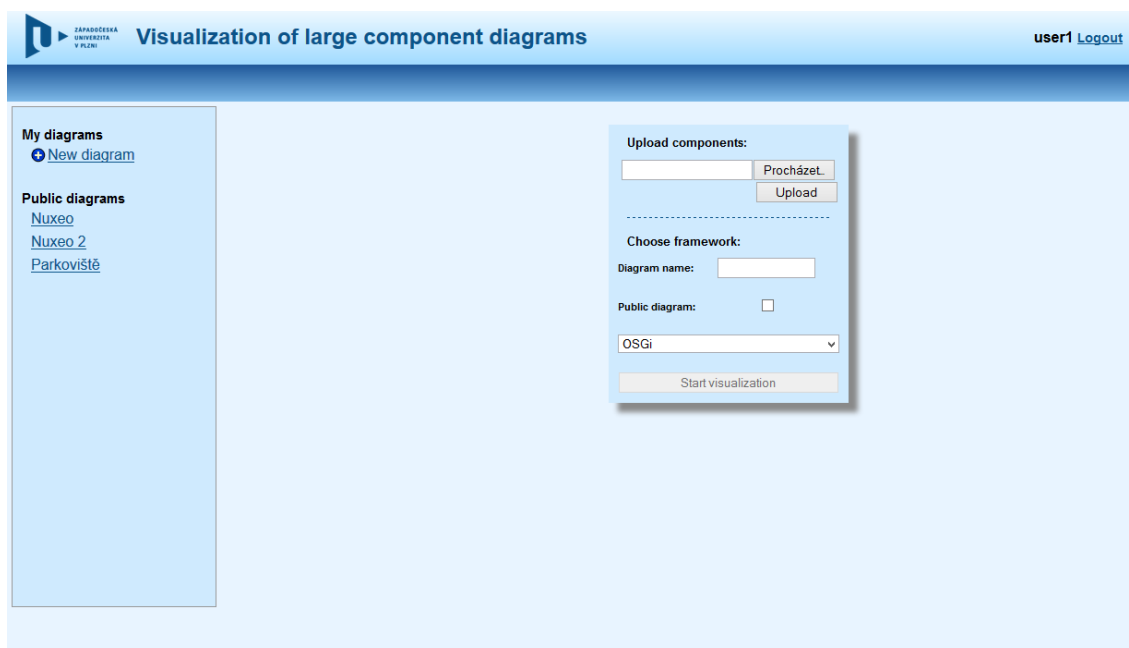 ZÁPADOČESKÁ
UNIVERZITA
V PLZNI
Visualization of large component diagrams
user1 Logout
My diagrams
New diagram
Public diagrams
Nuxeo
Nuxeo 2
Parkoviště
Upload components:
Procházet..
Upload
Choose framework:
Diagram name:
Public diagram:
OSGi
Start visualization